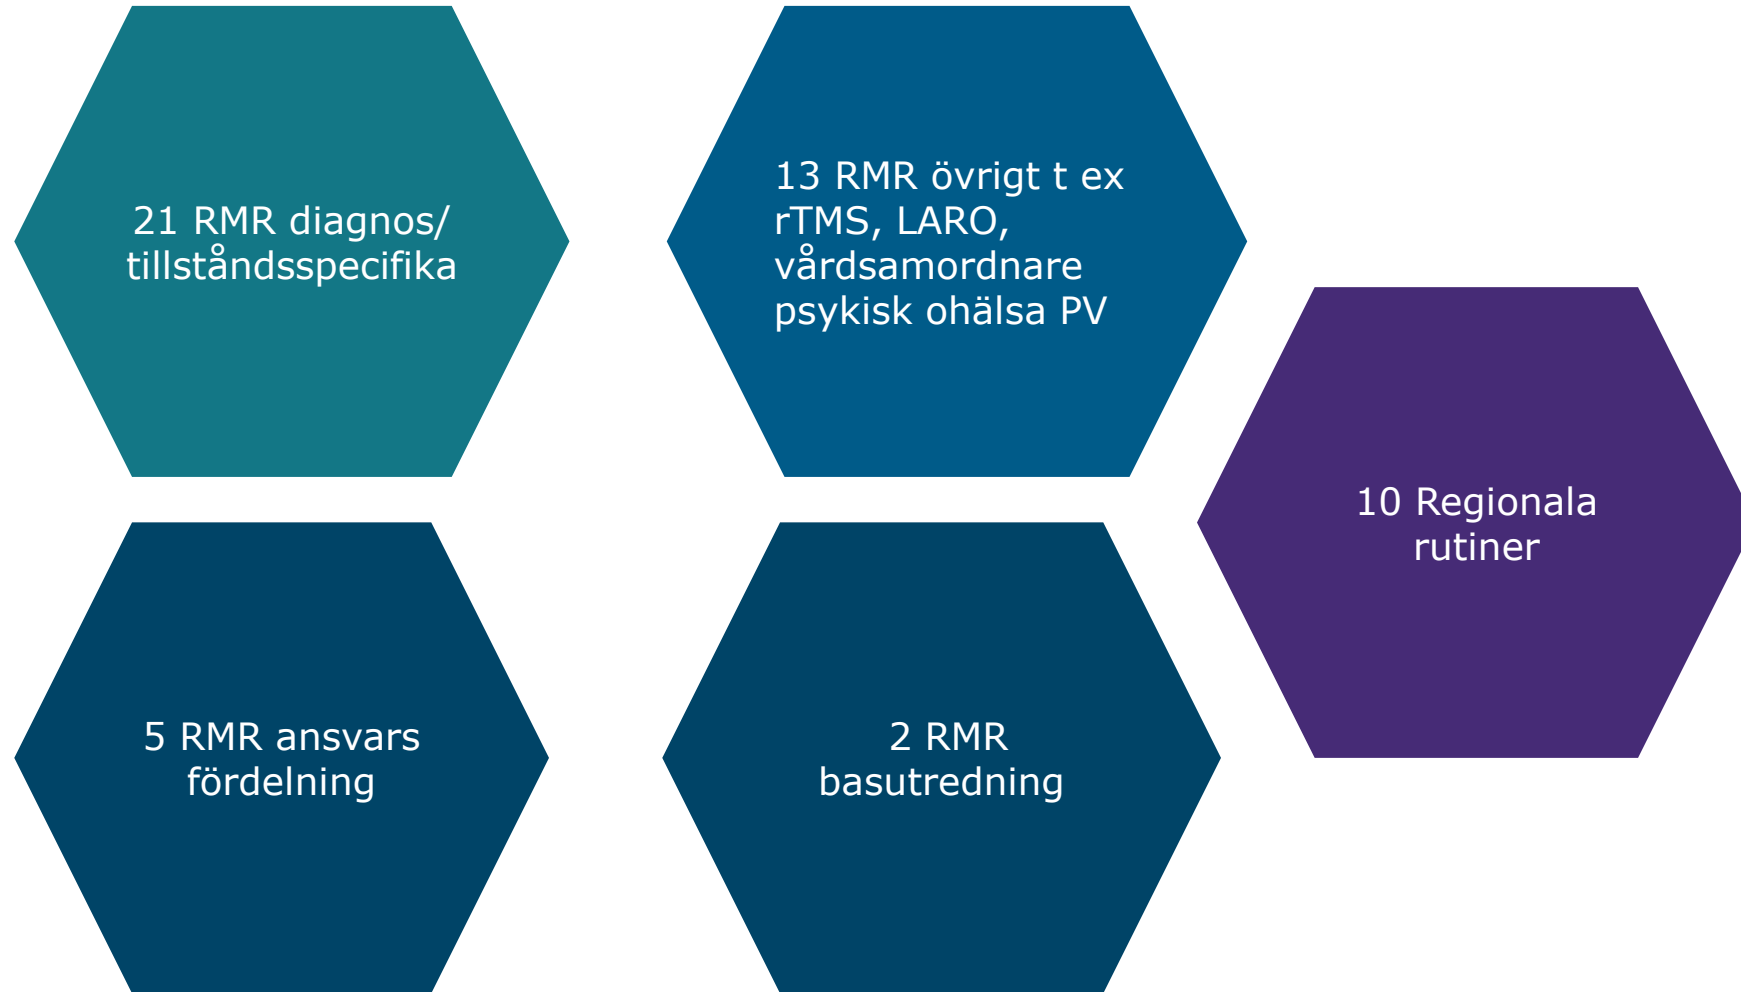 21 RMR diagnos/
tillståndsspecifika
13 RMR övrigt t ex
rTMS, LARO,
vårdsamordnare
psykisk ohälsa PV
10 Regionala
rutiner
5 RMR ansvars
fördelning
2 RMR
basutredning